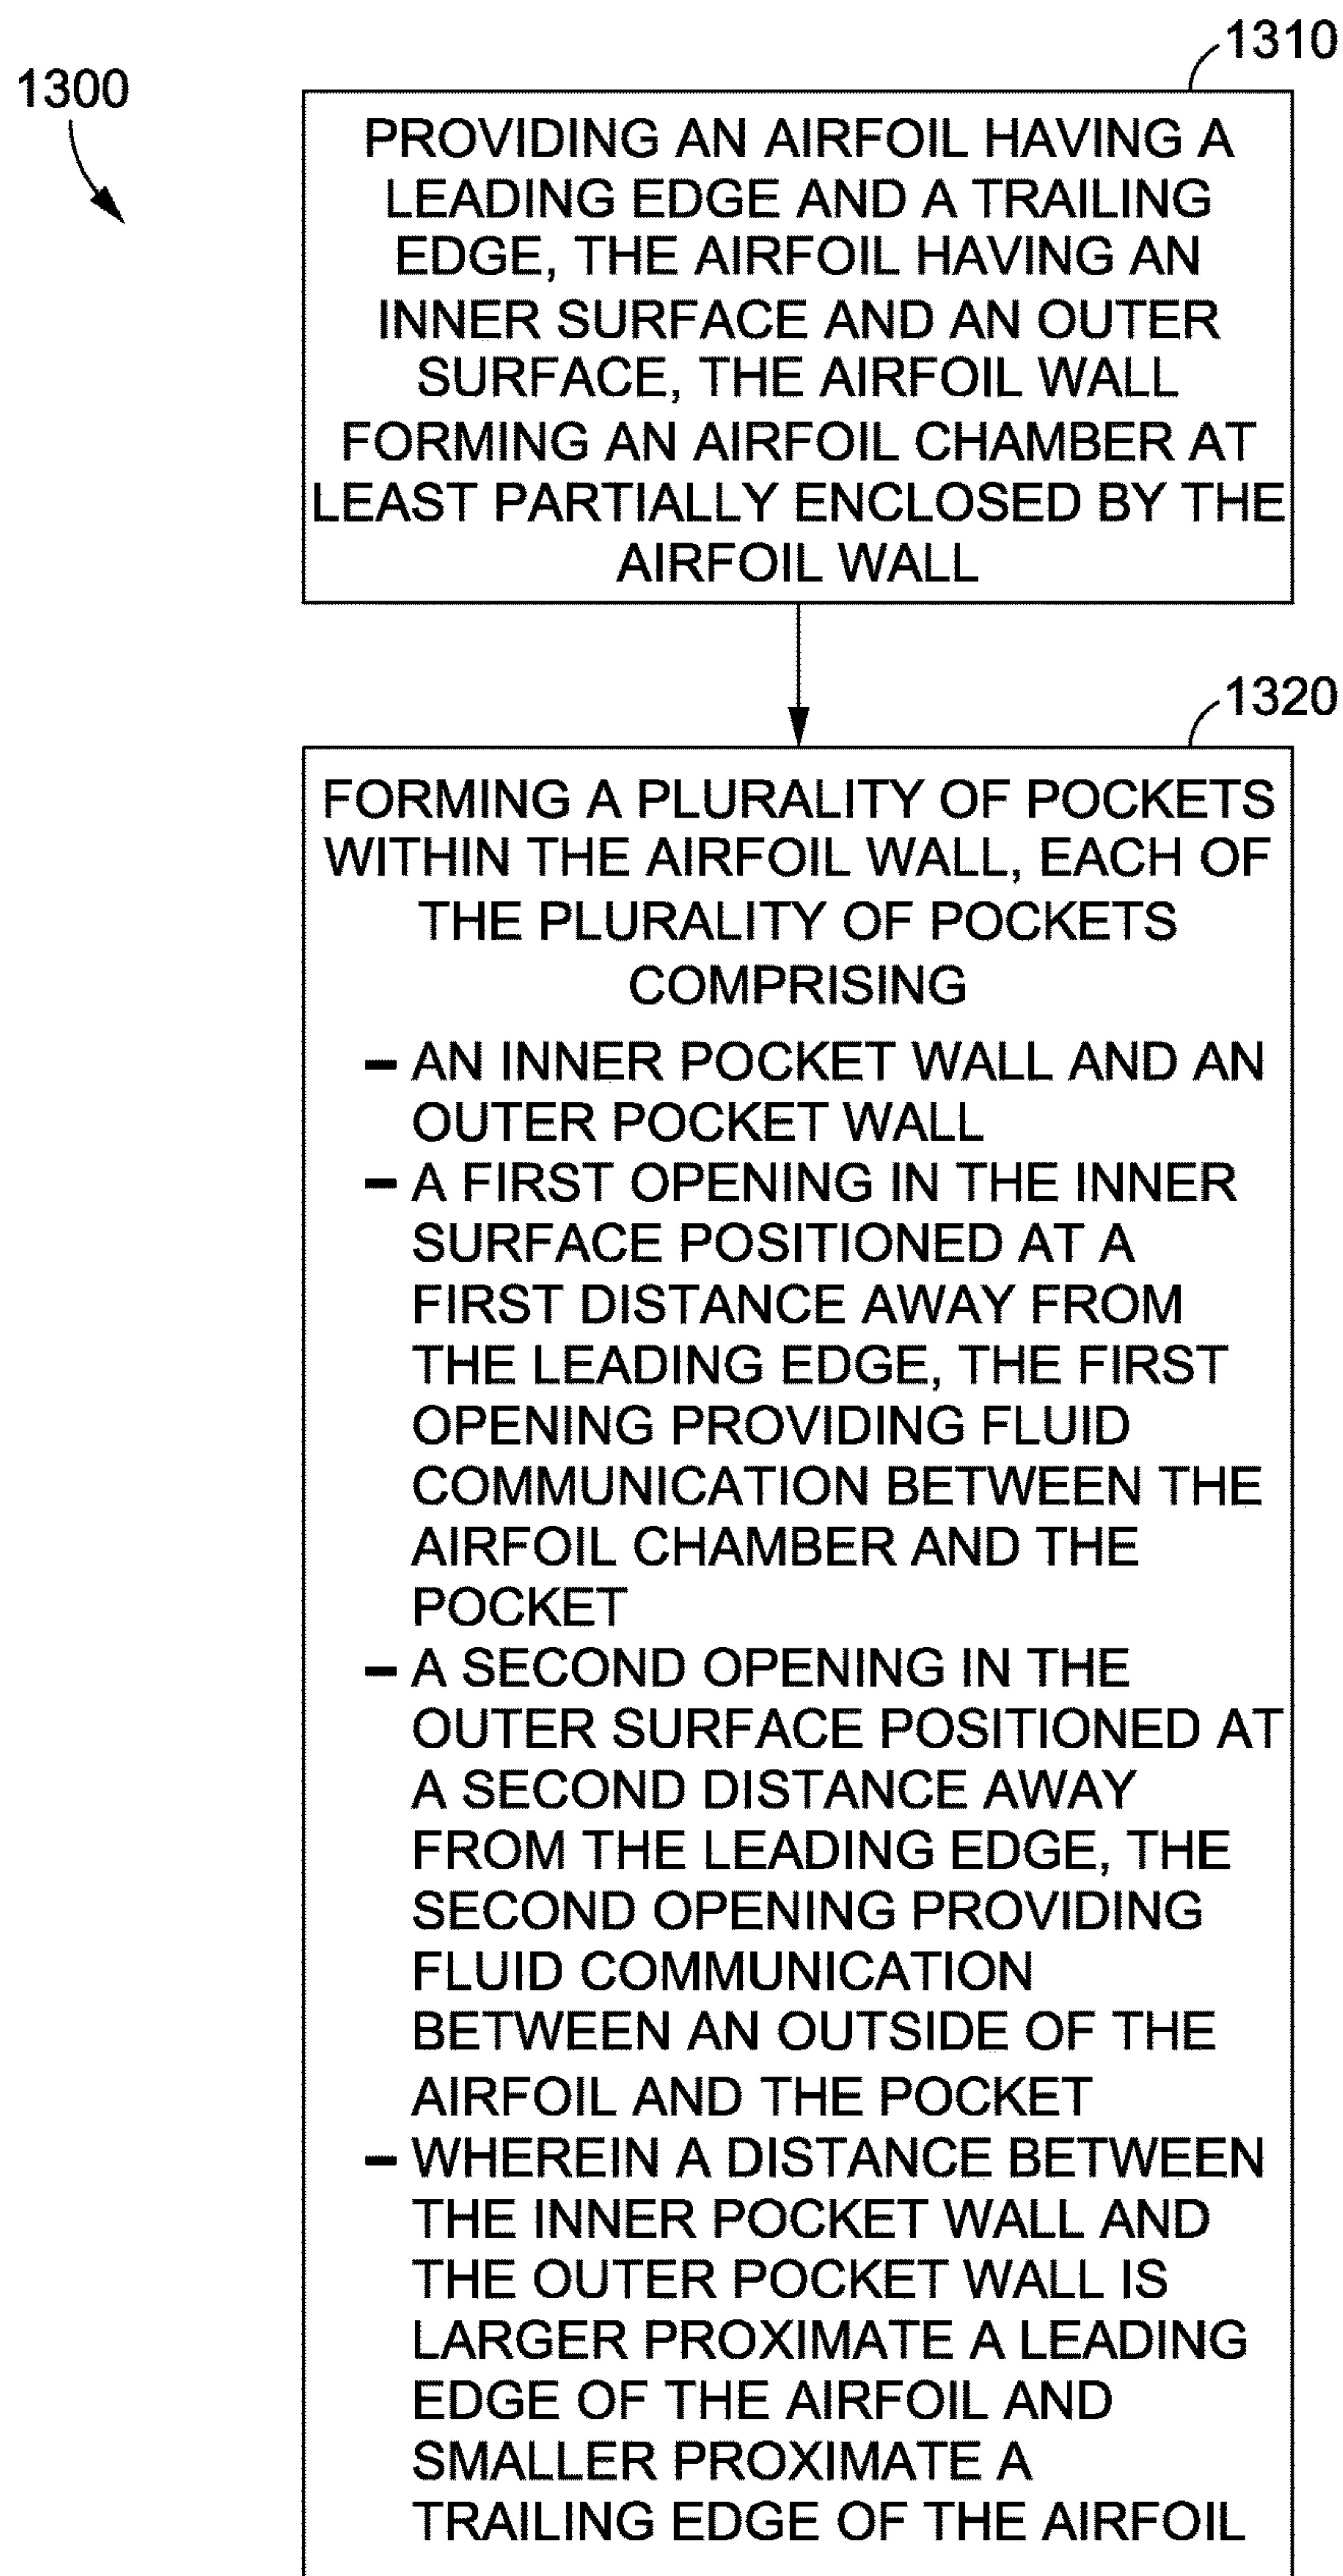 1300
1310
PROVIDING AN AIRFOIL HAVING A
LEADING EDGE AND A TRAILING
EDGE, THE AIRFOIL HAVING AN
INNER SURFACE AND AN OUTER
SURFACE, THE AIRFOIL WALL
FORMING AN AIRFOIL CHAMBER AT
LEAST PARTIALLY ENCLOSED BY THE
AIRFOIL WALL
1320
FORMING A PLURALITY OF POCKETS
WITHIN THE AIRFOIL WALL, EACH OF
THE PLURALITY OF POCKETS
COMPRISING
– AN INNER POCKET WALL AND AN
OUTER POCKET WALL
– A FIRST OPENING IN THE INNER
SURFACE POSITIONED AT A
FIRST DISTANCE AWAY FROM
THE LEADING EDGE, THE FIRST
OPENING PROVIDING FLUID
COMMUNICATION BETWEEN THE
AIRFOIL CHAMBER AND THE
POCKET
– A SECOND OPENING IN THE
OUTER SURFACE POSITIONED AT
A SECOND DISTANCE AWAY
FROM THE LEADING EDGE, THE
SECOND OPENING PROVIDING
FLUID COMMUNICATION
BETWEEN AN OUTSIDE OF THE
AIRFOIL AND THE POCKET
– WHEREIN A DISTANCE BETWEEN
THE INNER POCKET WALL AND
THE OUTER POCKET WALL IS
LARGER PROXIMATE A LEADING
EDGE OF THE AIRFOIL AND
SMALLER PROXIMATE A
TRAILING EDGE OF THE AIRFOIL